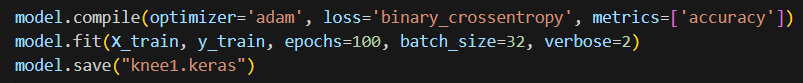 model.compile(optimizer='adam', loss='binary_crossentropy', metrics=['accuracy'])
model.fit(X_train, y_train, epochs=100, batch_size=32, verbose=2)
model.save("knee1.keras")